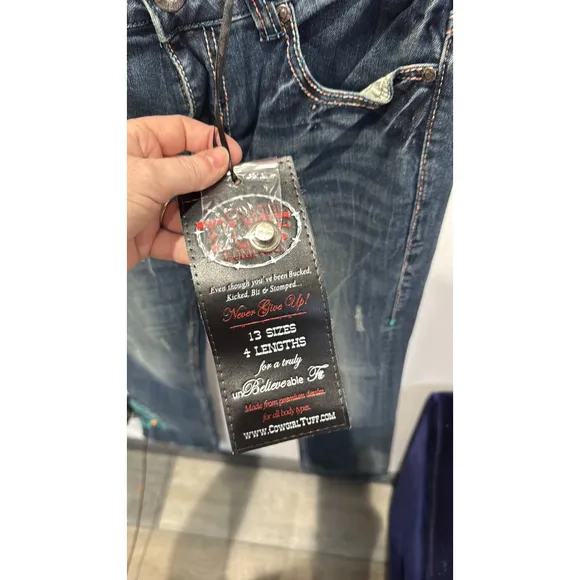 Even though you've been Bucked,
Kicked, Bit & Stomped...
Never Give Up!
13 SIZES
4 LENGTHS
for a truly
unBelieveable Fit
Made from premium denim
for all body types.
WWW.COWGIRLTUFF.COM